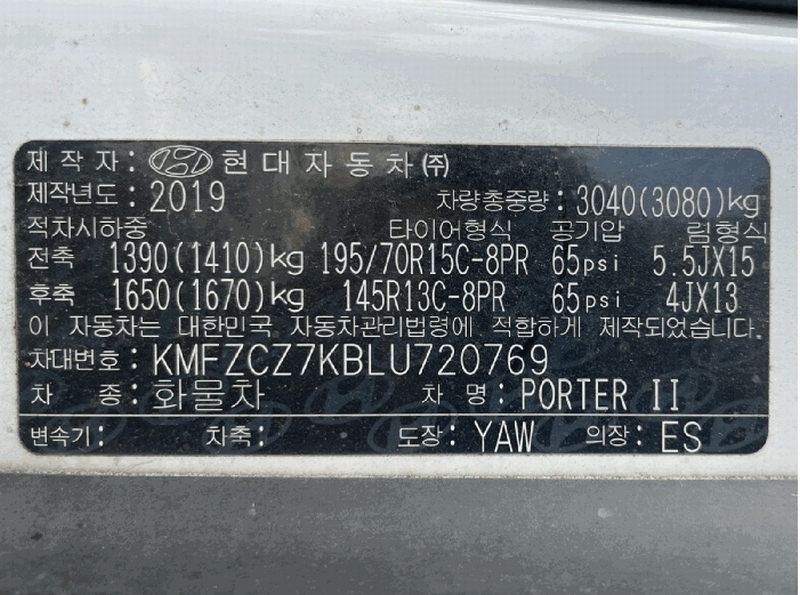 제작자: 현대자동차㈜
제작년도: 2019 차량총중량: 3040(3080)kg
적차시하중 타이어형식 공기압 림형식
전축 1390(1410)kg 195/70R15C-8PR 65psi 5.5JX15
후축 1650(1670)kg 145R13C-8PR 65psi 4JX13
이 자동차는 대한민국 자동차관리법령에 적합하게 제작되었습니다.
차대번호: KMFZCZ7KBLU720769
차 종: 화물차 차 명: PORTER II
변속기: 차축: 도장: YAW 의장: ES